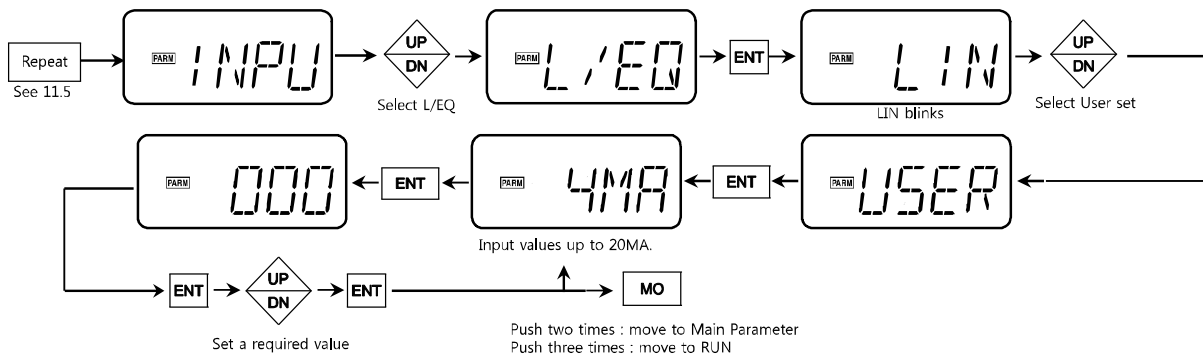 Repeat
See 11.5
PARM INPU
UP
DN
Select L/EQ
PARM L/EQ
ENT
PARM LIN
LIN blinks
UP
DN
Select User set
PARM USER
ENT
PARM 4MA
Input values up to 20MA.
ENT
PARM 000
ENT
UP
DN
Set a required value
ENT
MO
Push two times : move to Main Parameter
Push three times : move to RUN